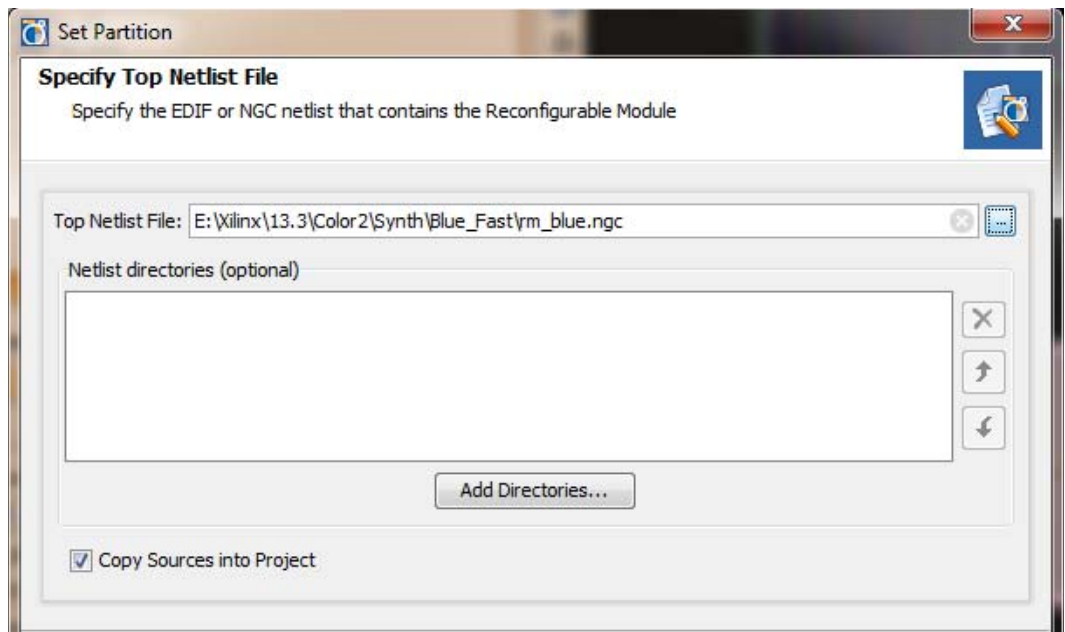 Set Partition
Specify Top Netlist File
Specify the EDIF or NGC netlist that contains the Reconfigurable Module
Top Netlist File: E:\Xilinx\13.3\Color2\Synth\Blue_Fast\rm_blue.ngc
...
Netlist directories (optional)
Add Directories...
Copy Sources into Project